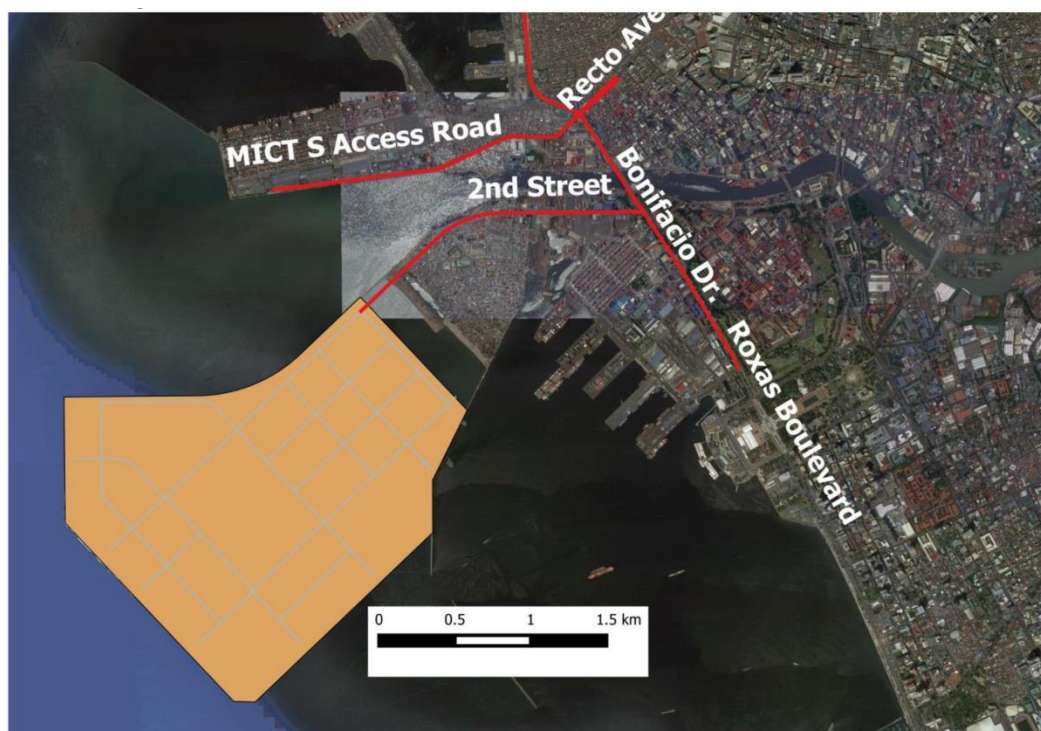 Recto Ave
MICT S Access Road
2nd Street
Bonifacio Dr.
Roxas Boulevard
0 0.5 1 1.5 km